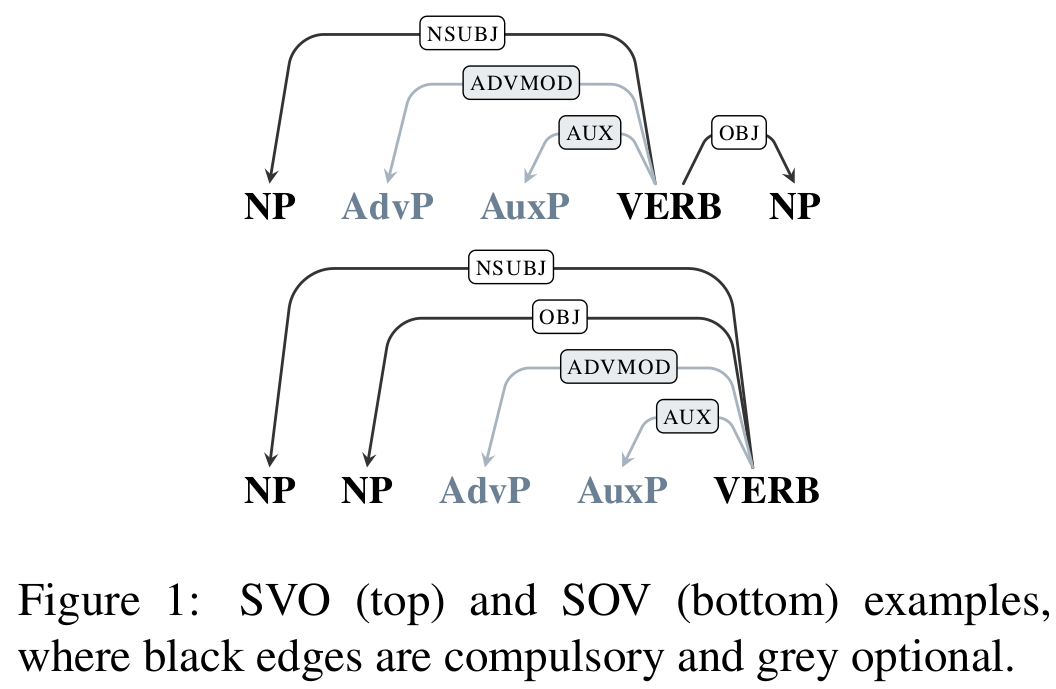 NSUBJ
ADVMOD
AUX OBJ
NP AdvP AuxP VERB NP
NSUBJ
OBJ
ADVMOD
AUX
NP NP AdvP AuxP VERB
Figure 1: SVO (top) and SOV (bottom) examples,
where black edges are compulsory and grey optional.